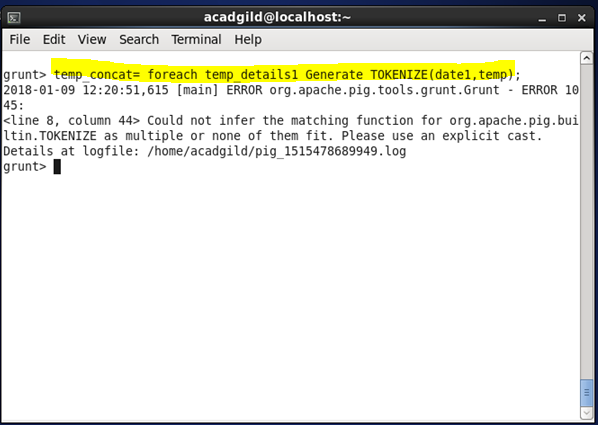 acadgild@localhost:~
File Edit View Search Terminal Help
grunt> temp_concat= foreach temp_details1 Generate TOKENIZE(date1,temp);
2018-01-09 12:20:51,615 [main] ERROR org.apache.pig.tools.grunt.Grunt - ERROR 10
45:
<line 8, column 44> Could not infer the matching function for org.apache.pig.bui
ltin.TOKENIZE as multiple or none of them fit. Please use an explicit cast.
Details at logfile: /home/acadgild/pig_1515478689949.log
grunt>